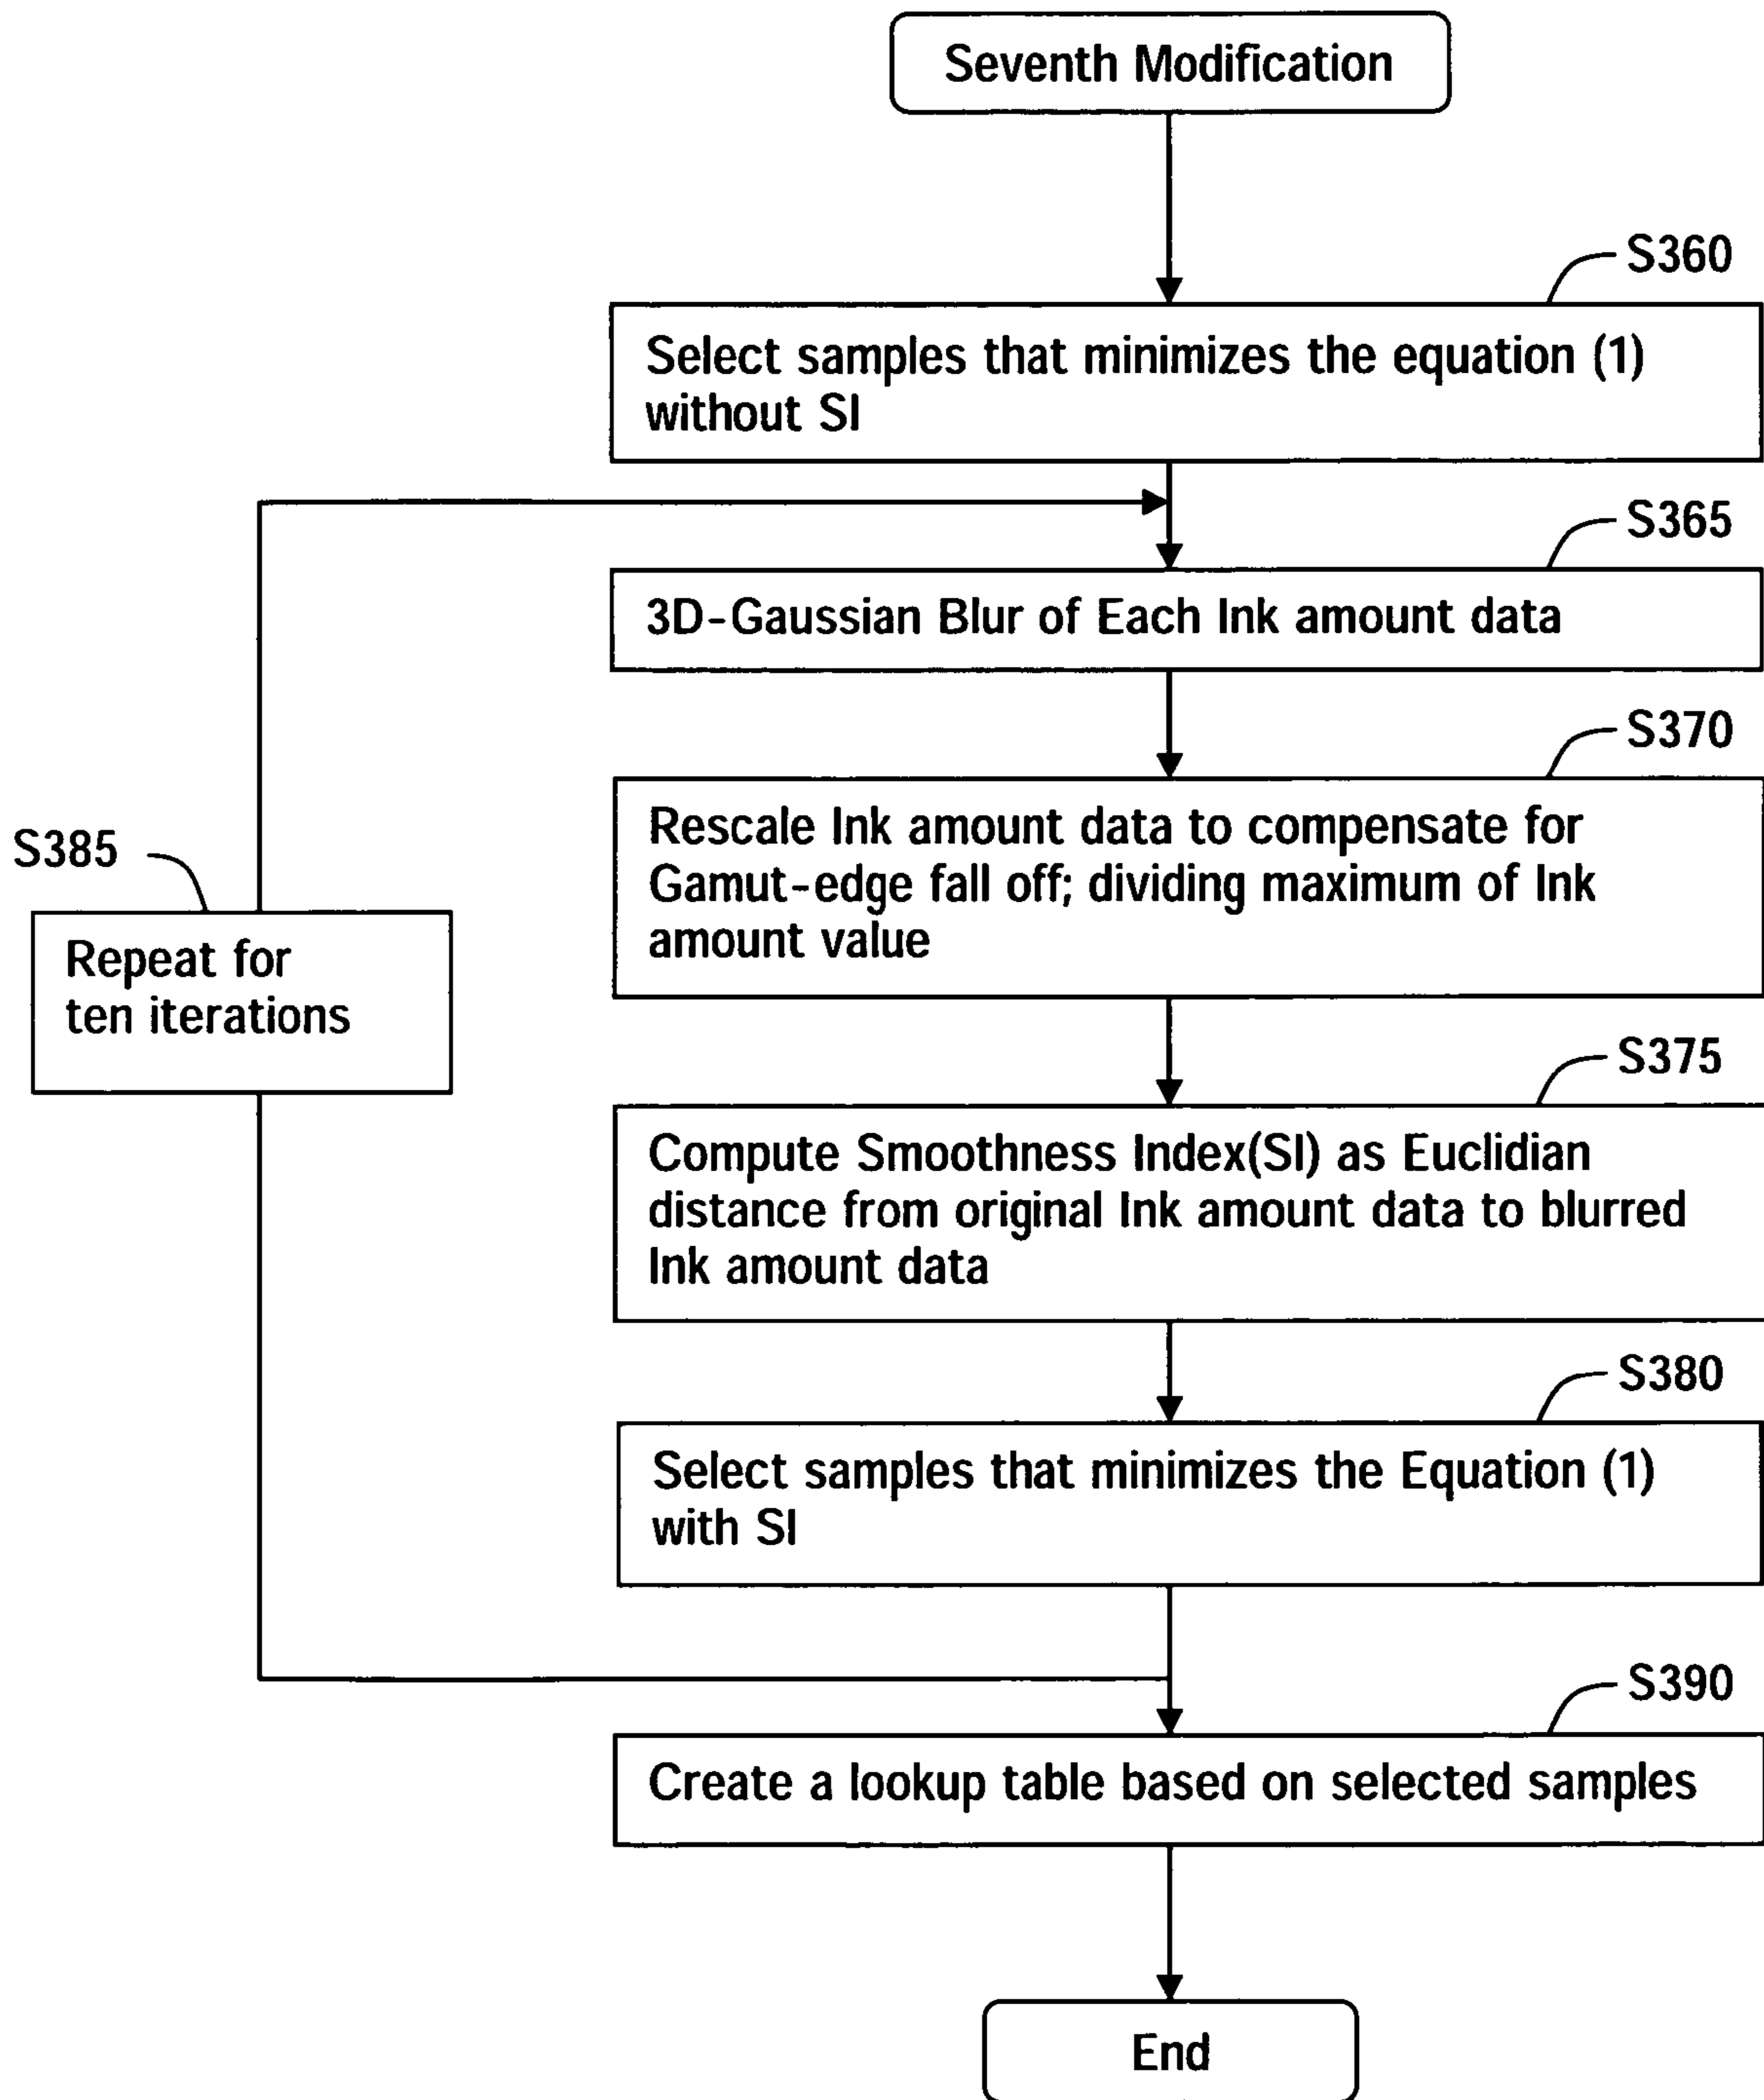 Seventh Modification
S360
Select samples that minimizes the equation (1)
without SI
S365
3D-Gaussian Blur of Each Ink amount data
S370
Rescale Ink amount data to compensate for
Gamut-edge fall off; dividing maximum of Ink
amount value
S385
Repeat for
ten iterations
S375
Compute Smoothness Index(SI) as Euclidian
distance from original Ink amount data to blurred
Ink amount data
S380
Select samples that minimizes the Equation (1)
with SI
S390
Create a lookup table based on selected samples
End